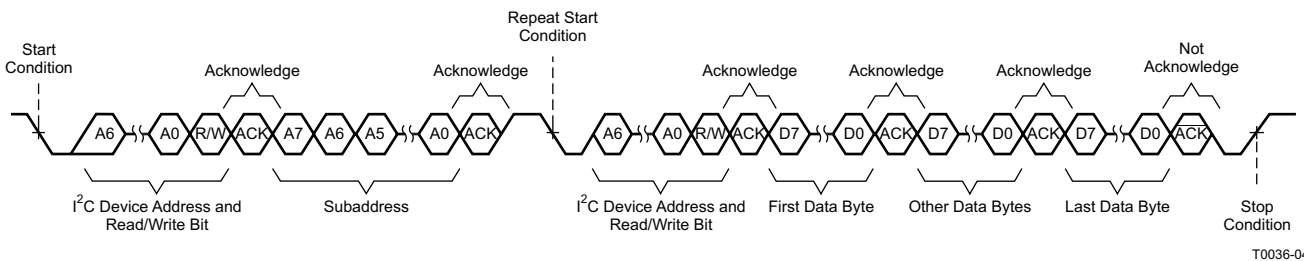 Repeat Start
Condition
Start
Condition
Not
Acknowledge
Acknowledge
Acknowledge
Acknowledge
Acknowledge
Acknowledge
A6 A0 R/W ACK A7 A6 A5 A0 ACK A6 A0 R/W ACK D7 D0 ACK D7 D0 ACK D7 D0 ACK
I2C Device Address and
Read/Write Bit
Subaddress
I2C Device Address and
Read/Write Bit
First Data Byte
Other Data Bytes
Last Data Byte
Stop
Condition
T0036-04